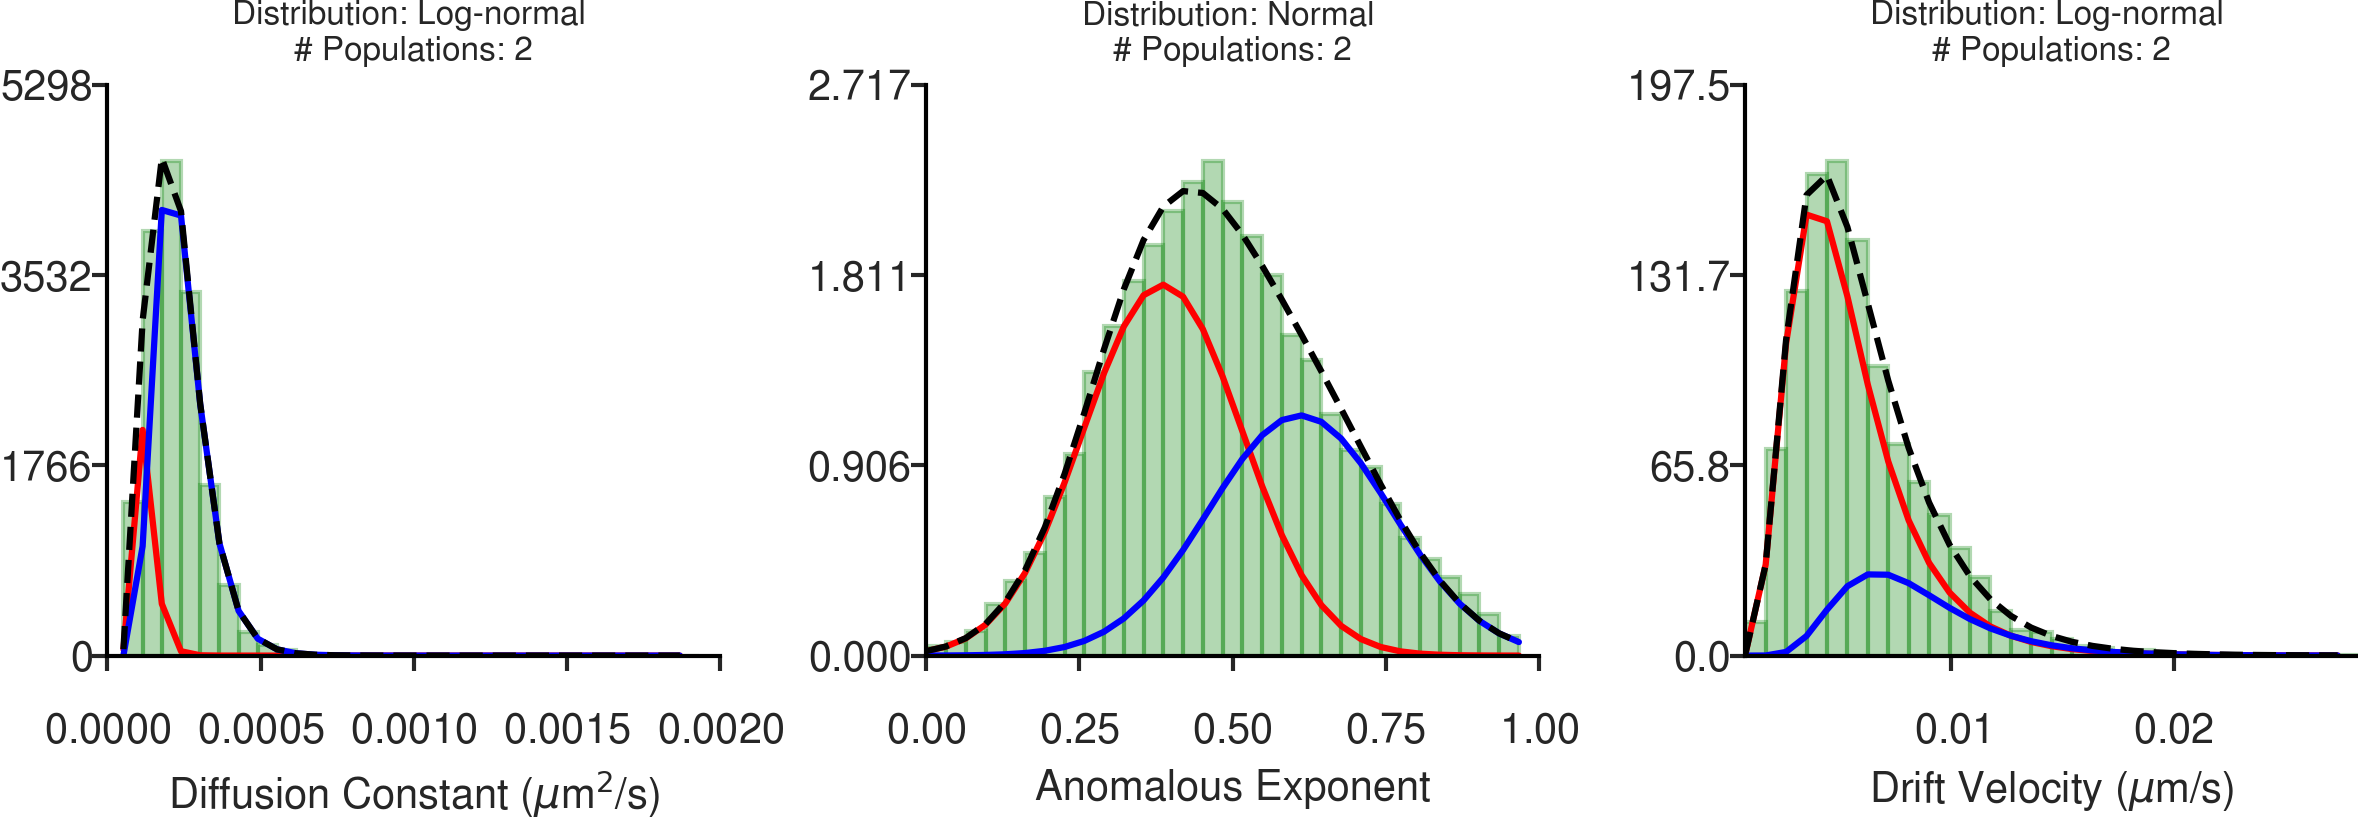 Distribution: Log-normal
# Populations: 2
5298
3532
1766
0
0.0000 0.0005 0.0010 0.0015 0.0020
Diffusion Constant (μm²/s)
Distribution: Normal
# Populations: 2
2.717
1.811
0.906
0.000
0.00 0.25 0.50 0.75 1.00
Anomalous Exponent
Distribution: Log-normal
# Populations: 2
197.5
131.7
65.8
0.0
0.01 0.02
Drift Velocity (μm/s)